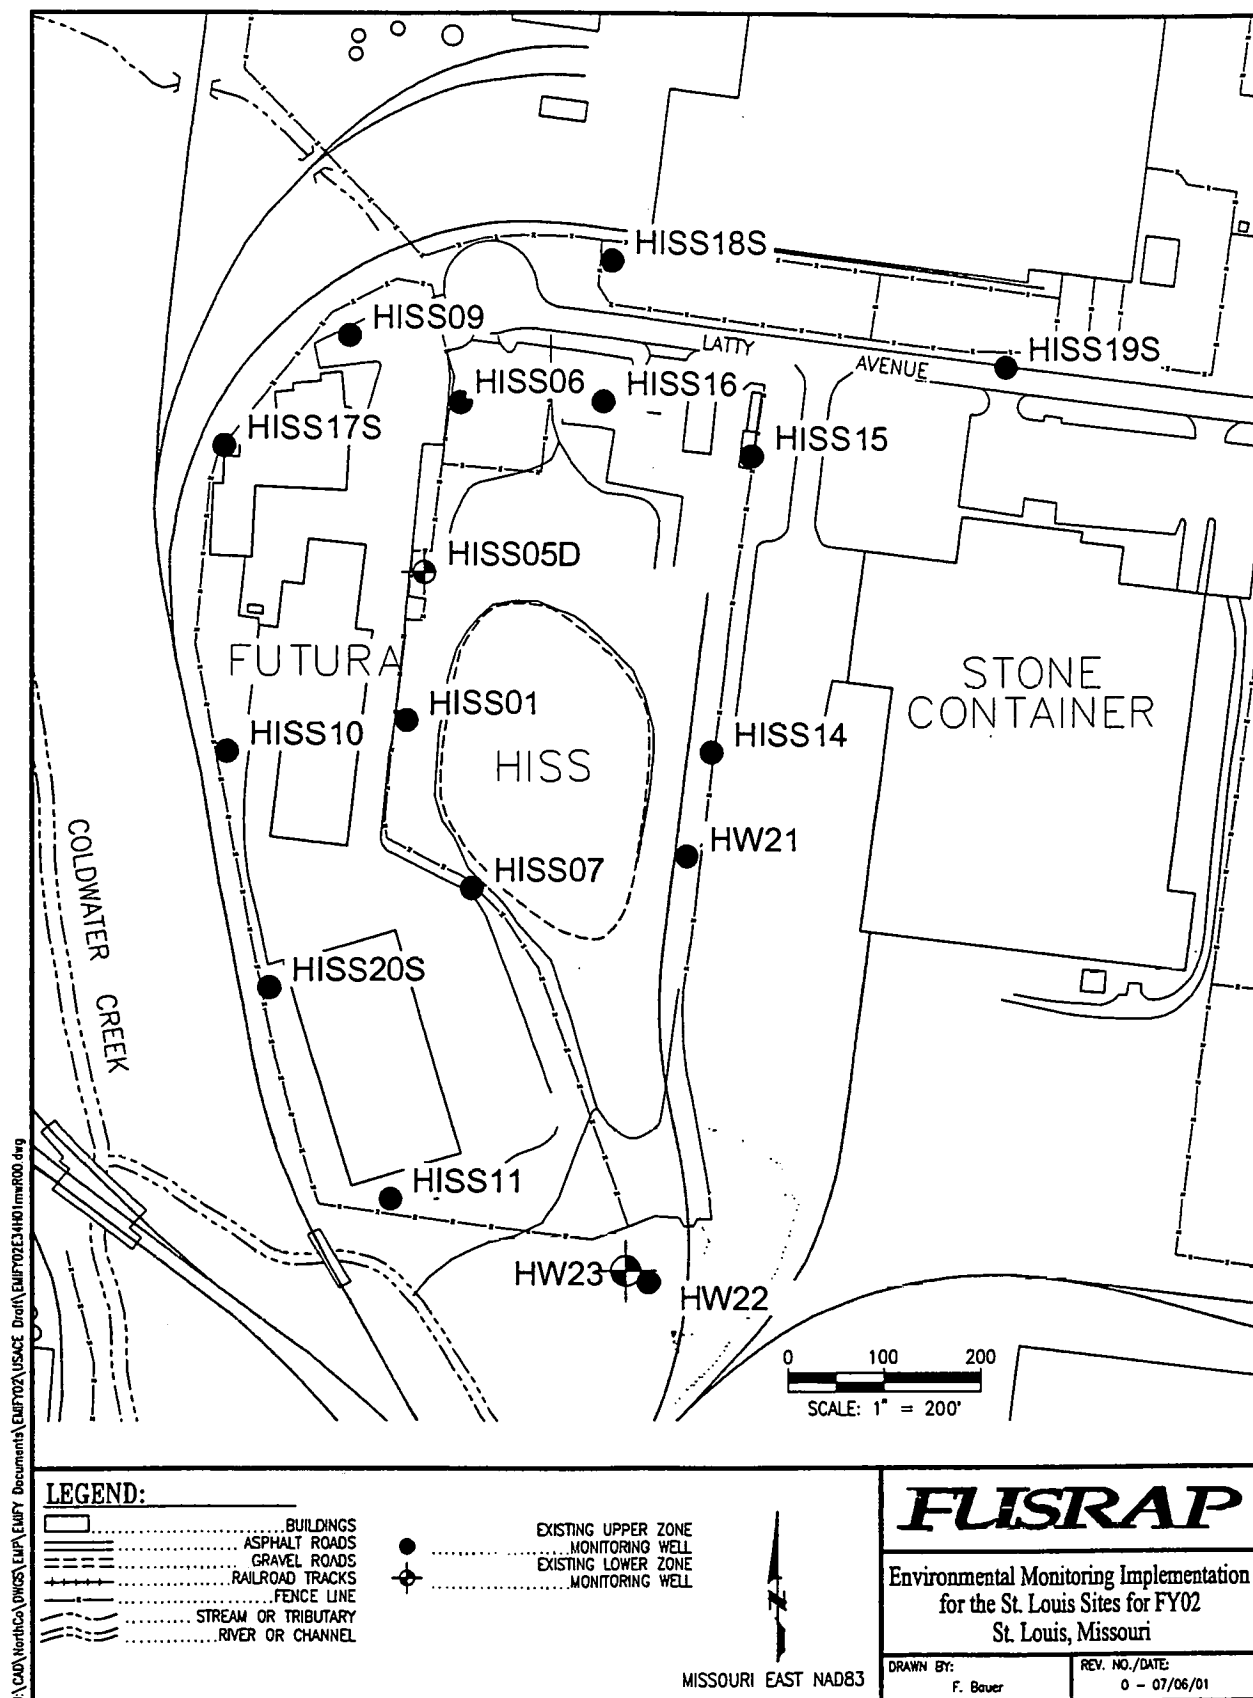 HISS18S
HISS09
LATTY
AVENUE
HISS19S
HISS06
HISS16
HISS17S
HISS15
HISS05D
FUTURA
STONE
CONTAINER
HISS01
HISS10
HISS
HISS14
HW21
COLDWATER CREEK
HISS07
HISS20S
HISS11
HW23
HW22
0 100 200
SCALE: 1" = 200'
LEGEND:
BUILDINGS
ASPHALT ROADS
GRAVEL ROADS
RAILROAD TRACKS
FENCE LINE
STREAM OR TRIBUTARY
RIVER OR CHANNEL
EXISTING UPPER ZONE
MONITORING WELL
EXISTING LOWER ZONE
MONITORING WELL
MISSOURI EAST NAD83
FUSRAP
Environmental Monitoring Implementation
for the St. Louis Sites for FY02
St. Louis, Missouri
DRAWN BY:
F. Bauer
REV. NO./DATE:
0 - 07/06/01